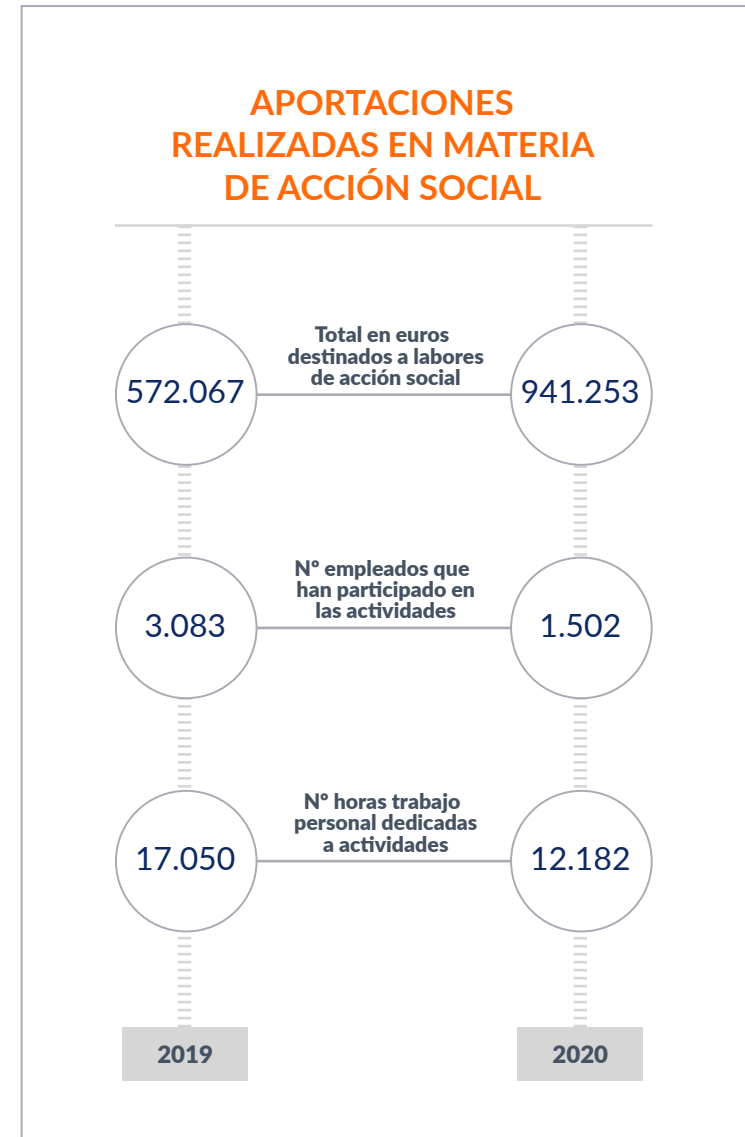 APORTACIONES
REALIZADAS EN MATERIA
DE ACCIÓN SOCIAL
Total en euros
destinados a labores
de acción social
572.067
941.253
Nº empleados que
han participado en
las actividades
3.083
1.502
Nº horas trabajo
personal dedicadas
a actividades
17.050
12.182
2019
2020